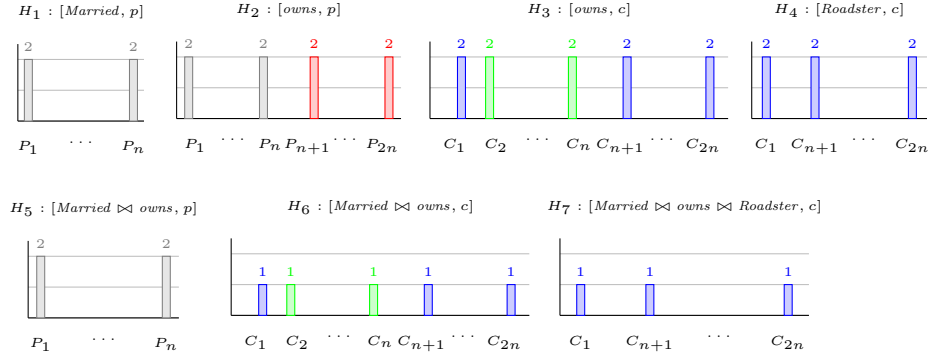 H₁ : [Married, p]
H₂ : [owns, p]
H₃ : [owns, c]
H₄ : [Roadster, c]
2 2
2 2 2 2
2 2 2 2 2
2 2 2
P₁ ··· Pₙ
P₁ ··· Pₙ Pₙ₊₁ ··· P₂ₙ
C₁ C₂ ··· Cₙ Cₙ₊₁ ··· C₂ₙ
C₁ Cₙ₊₁ ··· C₂ₙ
H₅ : [Married ⋈ owns, p]
H₆ : [Married ⋈ owns, c]
H₇ : [Married ⋈ owns ⋈ Roadster, c]
2 2
1 1 1 1 1
1 1 1
P₁ ··· Pₙ
C₁ C₂ ··· Cₙ Cₙ₊₁ ··· C₂ₙ
C₁ Cₙ₊₁ ··· C₂ₙ